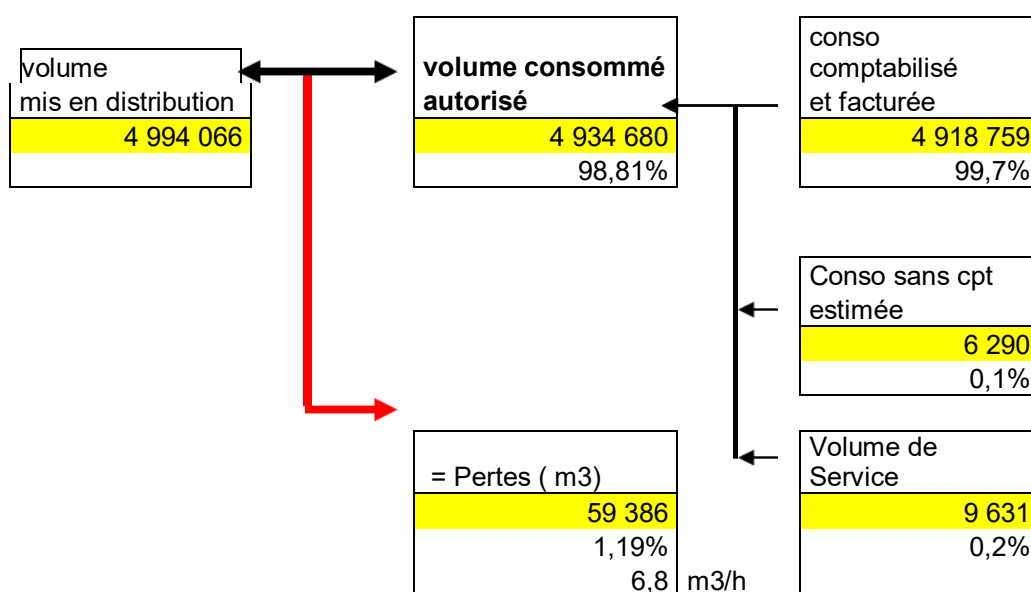 volume
mis en distribution
4 994 066
volume consommé
autorisé
4 934 680
98,81%
conso
comptabilisé
et facturée
4 918 759
99,7%
Conso sans cpt
estimée
6 290
0,1%
= Pertes ( m3)
59 386
1,19%
6,8 m3/h
Volume de
Service
9 631
0,2%